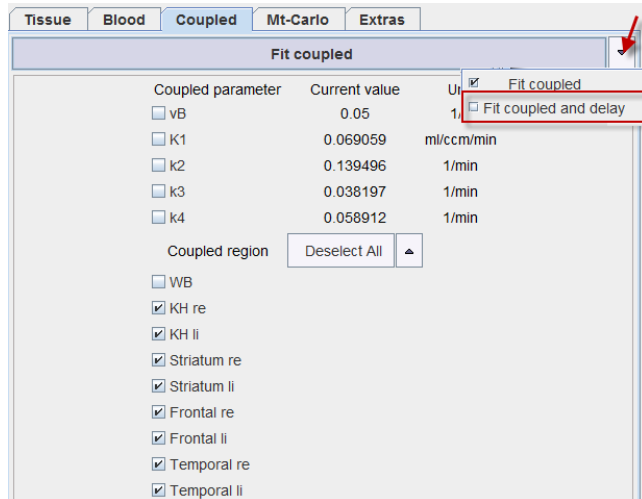 Tissue Blood Coupled Mt-Carlo Extras
Fit coupled
Fit coupled
Fit coupled and delay
Coupled parameter Current value
vB 0.05 1/
K1 0.069059 ml/ccm/min
k2 0.139496 1/min
k3 0.038197 1/min
k4 0.058912 1/min
Coupled region Deselect All
WB
KH re
KH li
Striatum re
Striatum li
Frontal re
Frontal li
Temporal re
Temporal li